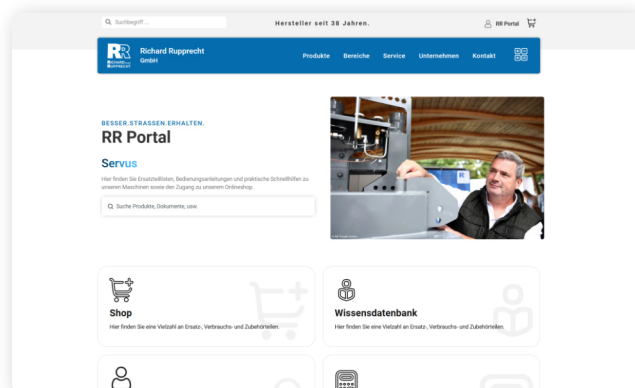 Suchbegriff ...
Hersteller seit 38 Jahren.
RR Portal
RR
RICHARD
RUPPRECHT
Richard Rupprecht
GmbH
Produkte
Bereiche
Service
Unternehmen
Kontakt
BESSER.STRASSEN.ERHALTEN.
RR Portal
Servus
Hier finden Sie Ersatzteillisten, Bedienungsanleitungen und praktische Schnellhilfen zu
unseren Maschinen sowie den Zugang zu unserem Onlineshop.
Suche Produkte, Dokumente, usw.
Shop
Hier finden Sie eine Vielzahl an Ersatz-, Verbrauchs- und Zubehörteilen.
Wissensdatenbank
Hier finden Sie eine Vielzahl an Ersatz-, Verbrauchs- und Zubehörteilen.